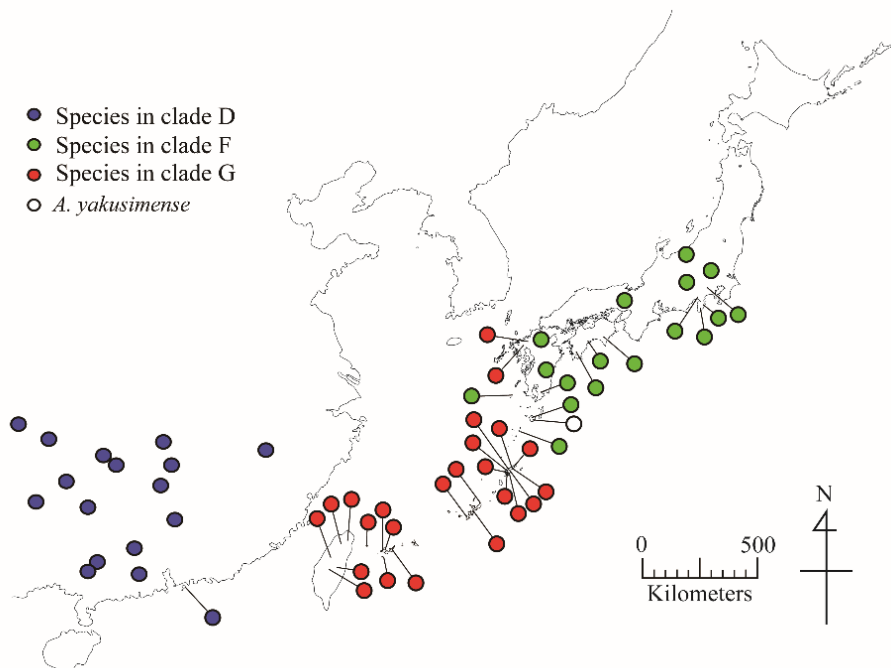 Species in clade D
Species in clade F
Species in clade G
A. yakusimense
N
0 500
Kilometers